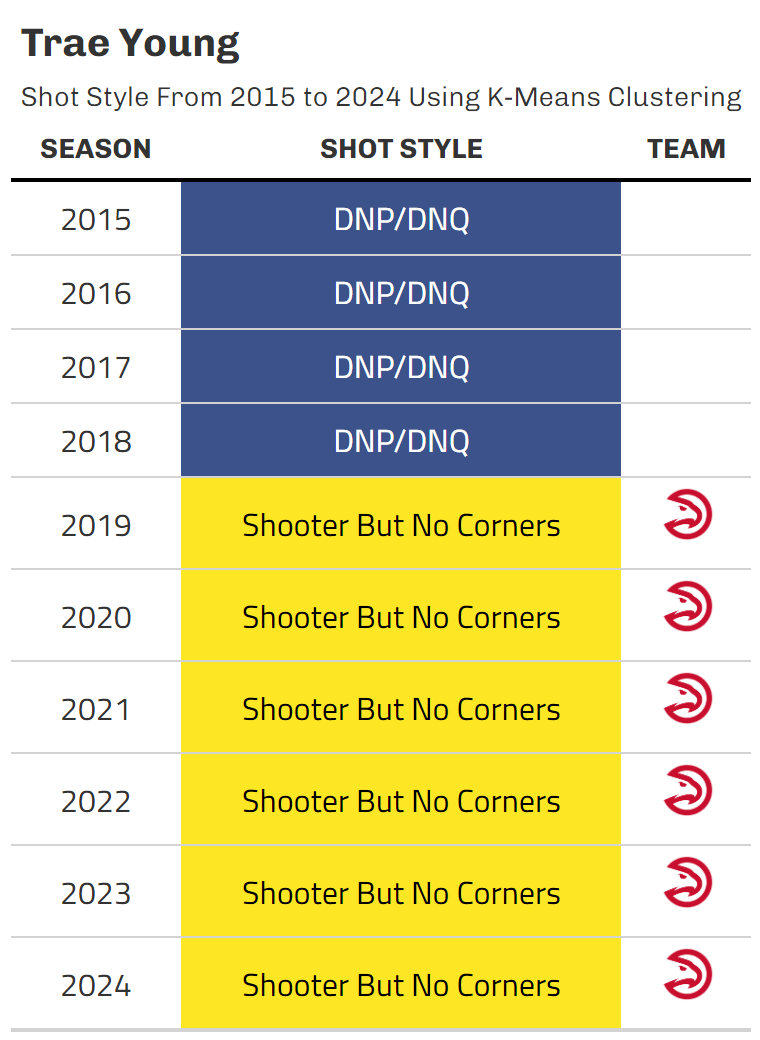 Trae Young
Shot Style From 2015 to 2024 Using K-Means Clustering
SEASON SHOT STYLE TEAM
2015 DNP/DNQ
2016 DNP/DNQ
2017 DNP/DNQ
2018 DNP/DNQ
2019 Shooter But No Corners
2020 Shooter But No Corners
2021 Shooter But No Corners
2022 Shooter But No Corners
2023 Shooter But No Corners
2024 Shooter But No Corners